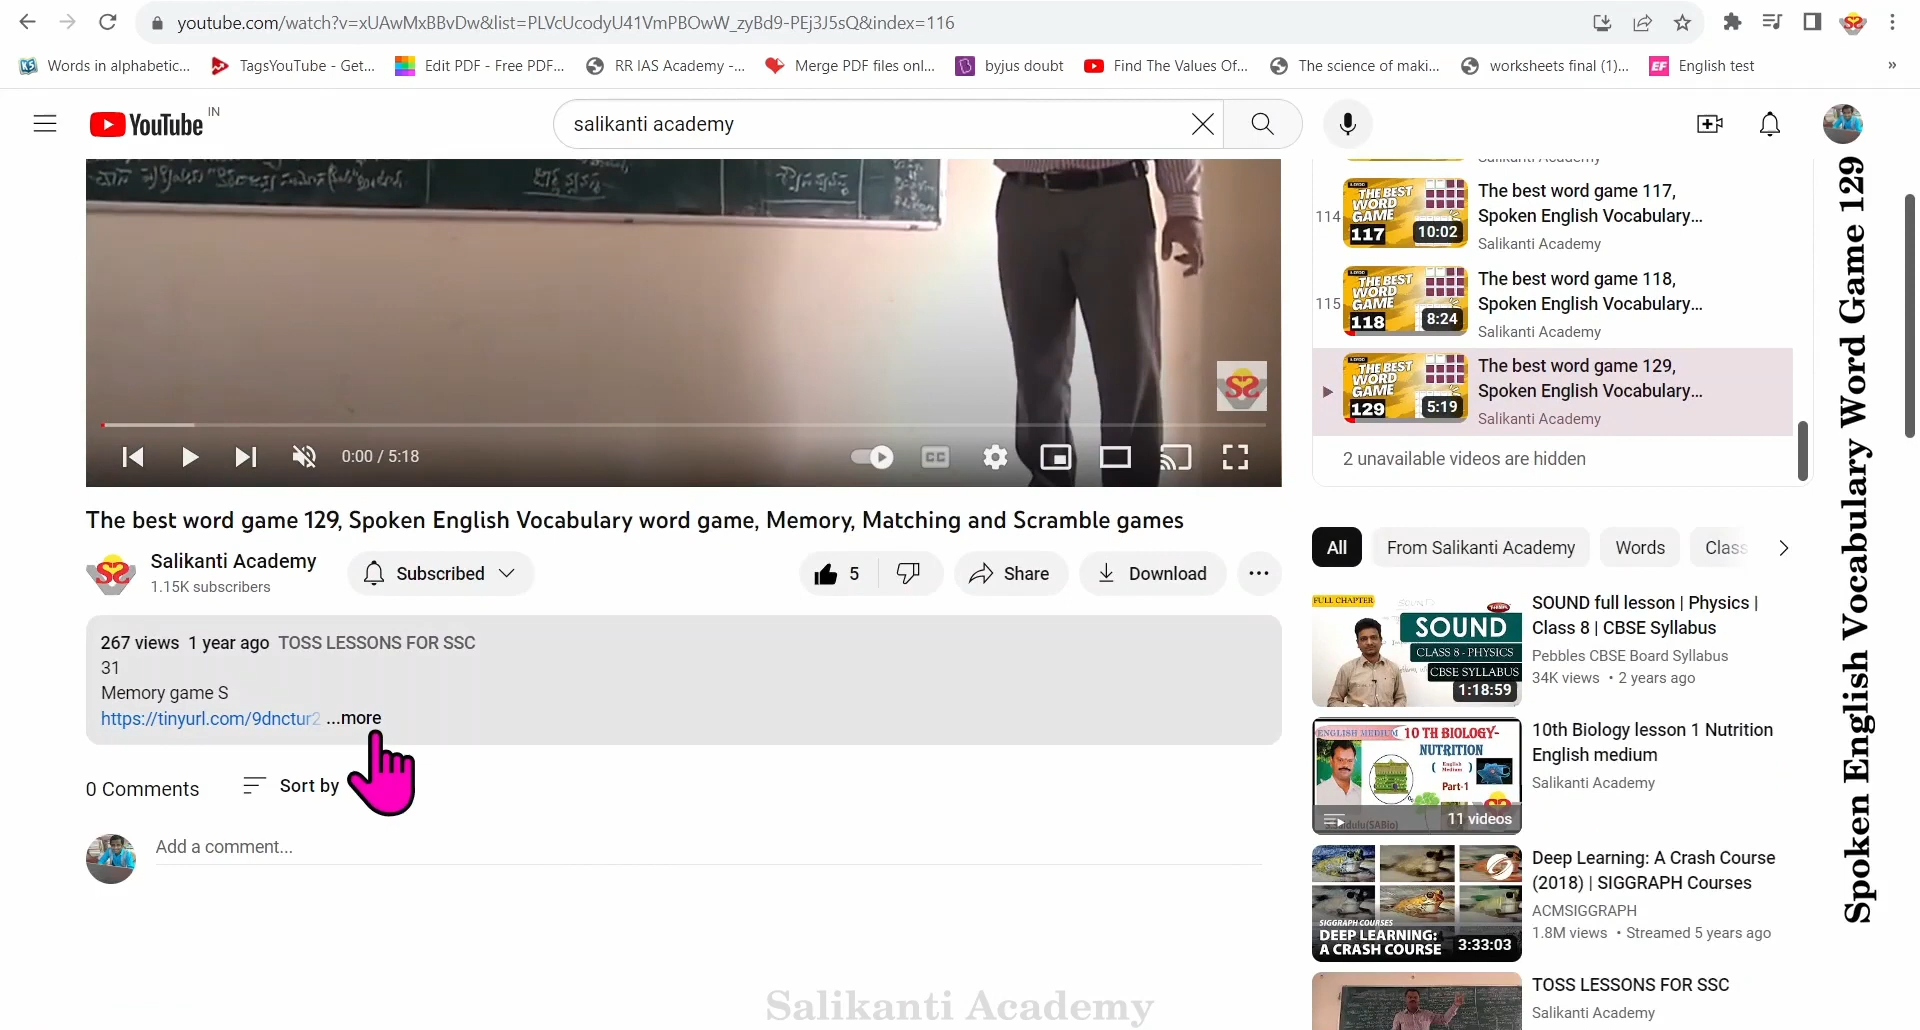 youtube.com/watch?v=xUAwMxBBvDw&list=PLVcUcodyU41VmPBOwW_zyBd9-PEj3J5sQ&index=116
Words in alphabetic...
TagsYouTube - Get...
Edit PDF - Free PDF...
RR IAS Academy -...
Merge PDF files onl...
byjus doubt
Find The Values Of...
The science of maki...
worksheets final (1)...
EF English test
»
YouTube IN
salikanti academy
0:00 / 5:18
CC
The best word game 129, Spoken English Vocabulary word game, Memory, Matching and Scramble games
Salikanti Academy
1.15K subscribers
Subscribed
5
Share
Download
267 views 1 year ago TOSS LESSONS FOR SSC
31
Memory game S
https://tinyurl.com/9dnctur2 ...more
0 Comments
Sort by
Add a comment...
Salikanti Academy
114
THE BEST
WORD
GAME
117
10:02
The best word game 117,
Spoken English Vocabulary...
Salikanti Academy
115
THE BEST
WORD
GAME
118
8:24
The best word game 118,
Spoken English Vocabulary...
Salikanti Academy
THE BEST
WORD
GAME
129
5:19
The best word game 129,
Spoken English Vocabulary...
Salikanti Academy
2 unavailable videos are hidden
All
From Salikanti Academy
Words
Class
FULL CHAPTER
SOUND
CLASS 8 - PHYSICS
CBSE SYLLABUS
1:18:59
SOUND full lesson | Physics |
Class 8 | CBSE Syllabus
Pebbles CBSE Board Syllabus
34K views • 2 years ago
ENGLISH MEDIUM 10 TH BIOLOGY-
NUTRITION
( English Medium )
Part-1
11 videos
10th Biology lesson 1 Nutrition
English medium
Salikanti Academy
SIGGRAPH COURSES
DEEP LEARNING:
A CRASH COURSE
3:33:03
Deep Learning: A Crash Course
(2018) | SIGGRAPH Courses
ACMSIGGRAPH
1.8M views • Streamed 5 years ago
TOSS LESSONS FOR SSC
Salikanti Academy
Spoken English Vocabulary Word Game 129
Salikanti Academy